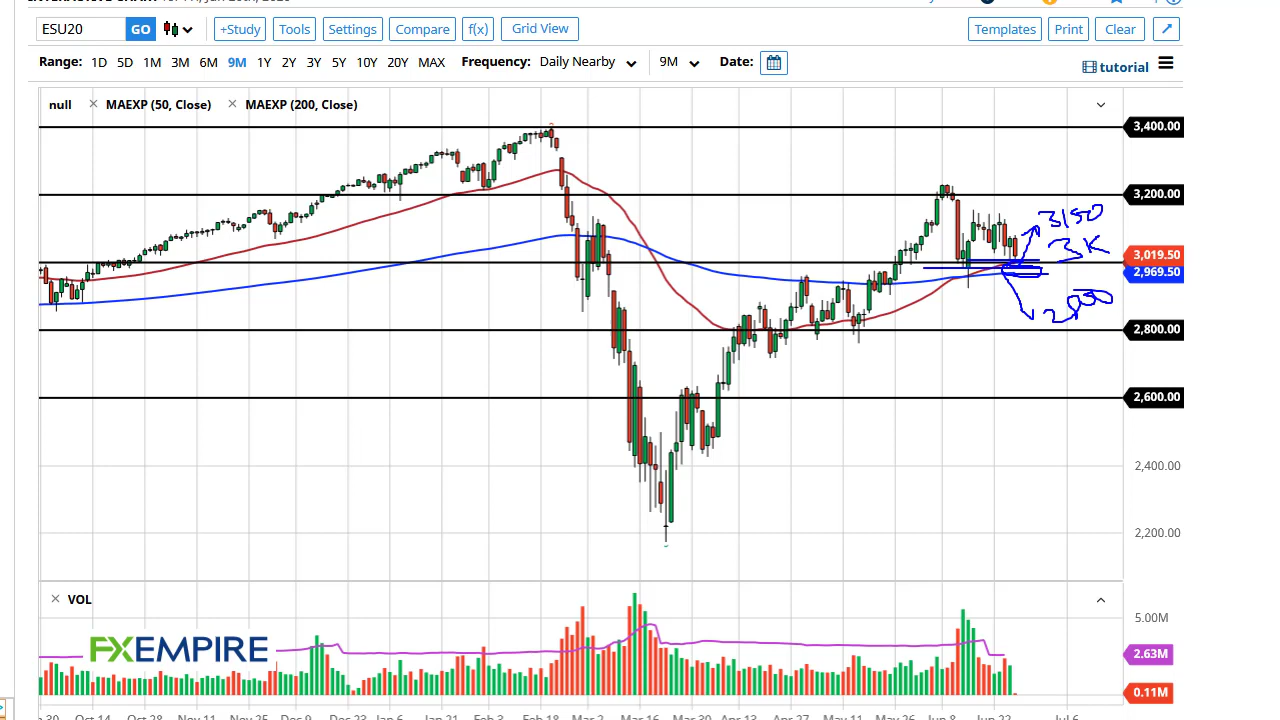 ESU20 GO +Study Tools Settings Compare f(x) Grid View Templates Print Clear
Range: 1D 5D 1M 3M 6M 9M 1Y 2Y 3Y 5Y 10Y 20Y MAX Frequency: Daily Nearby 9M Date: tutorial
null × MAEXP (50, Close) × MAEXP (200, Close)
3,400.00
3,200.00
3150
3K
3,019.50
2,969.50
2,800.00
2,600.00
2,400.00
2,200.00
× VOL
5.00M
FXEMPIRE
2.63M
0.11M
30 Oct 14 Oct 28 Nov 11 Nov 25 Dec 9 Dec 23 Jan 6 Jan 21 Feb 3 Feb 18 Mar 2 Mar 16 Mar 30 Apr 13 Apr 27 May 11 May 26 Jun 8 Jun 22 Jul 6